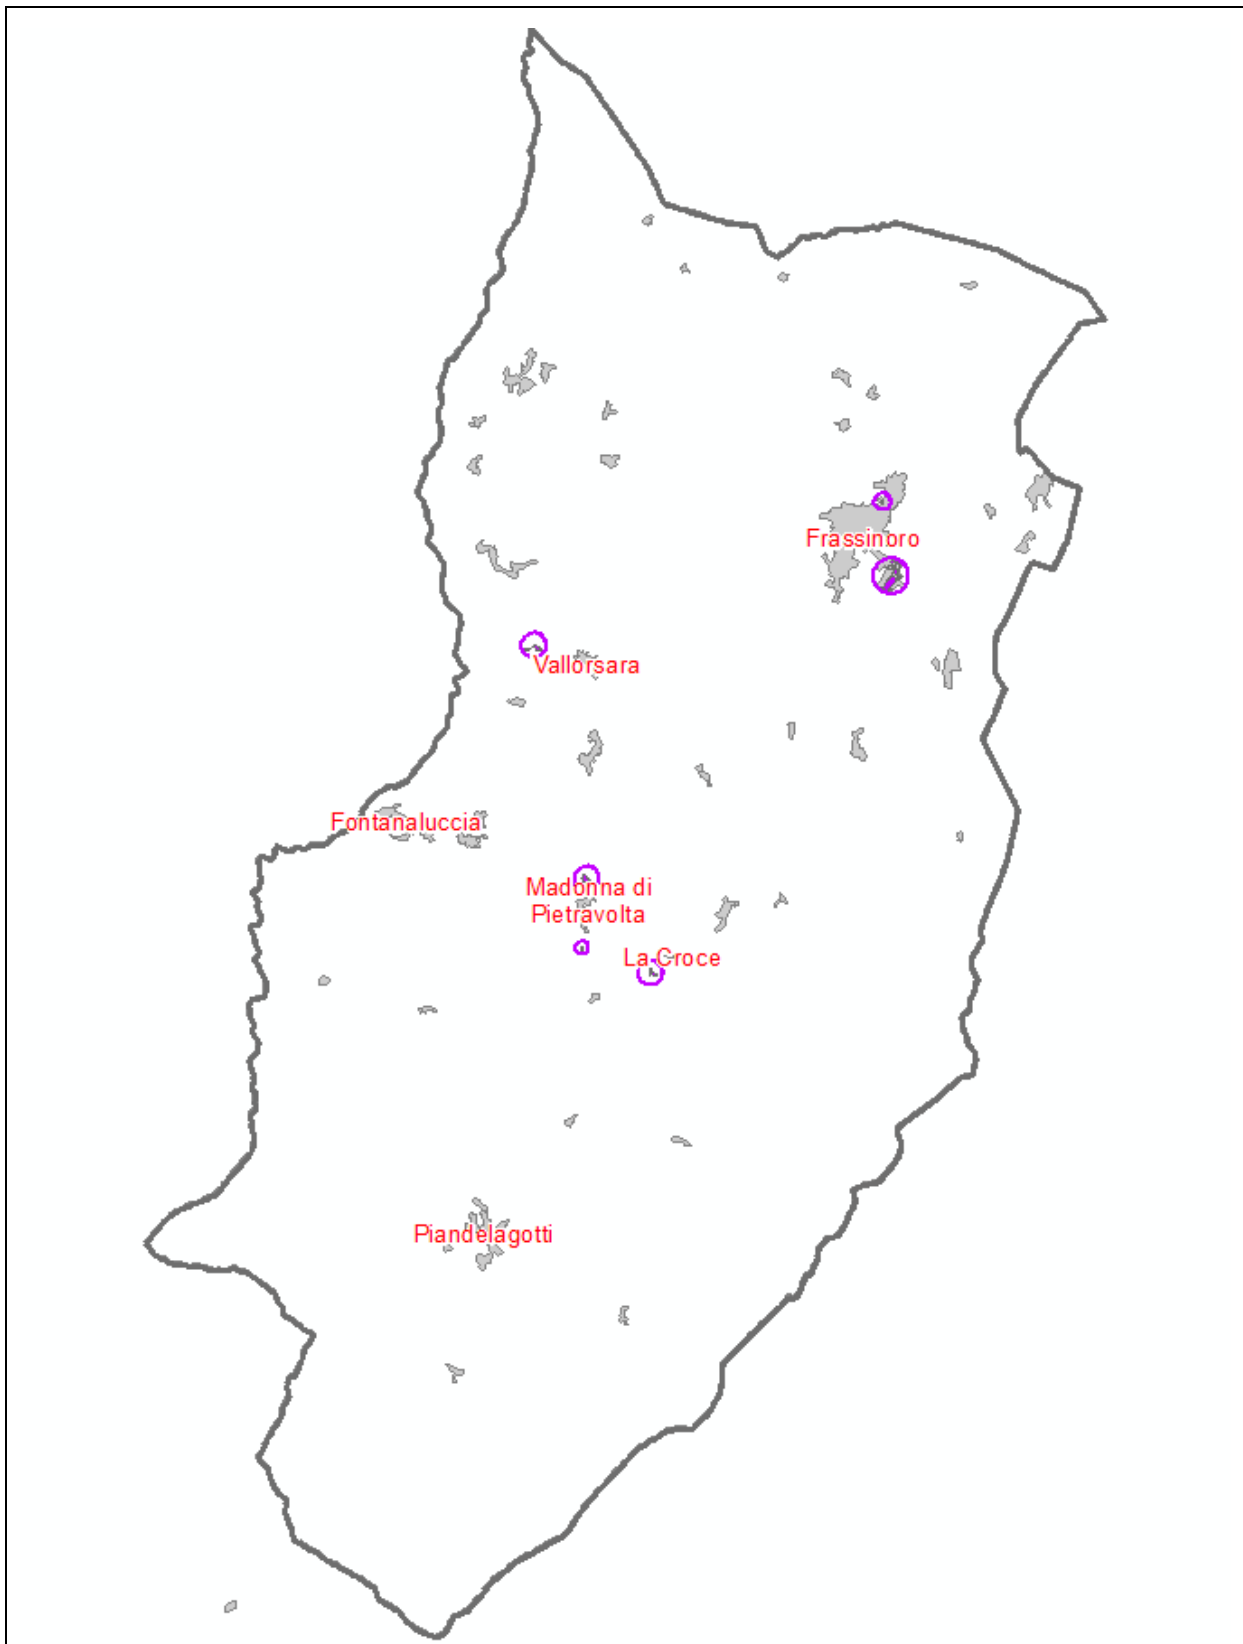 Frassinoro
Vallorsara
Fontanaluccia
Madonna di
Pietravolta
La Croce
Piandelagotti